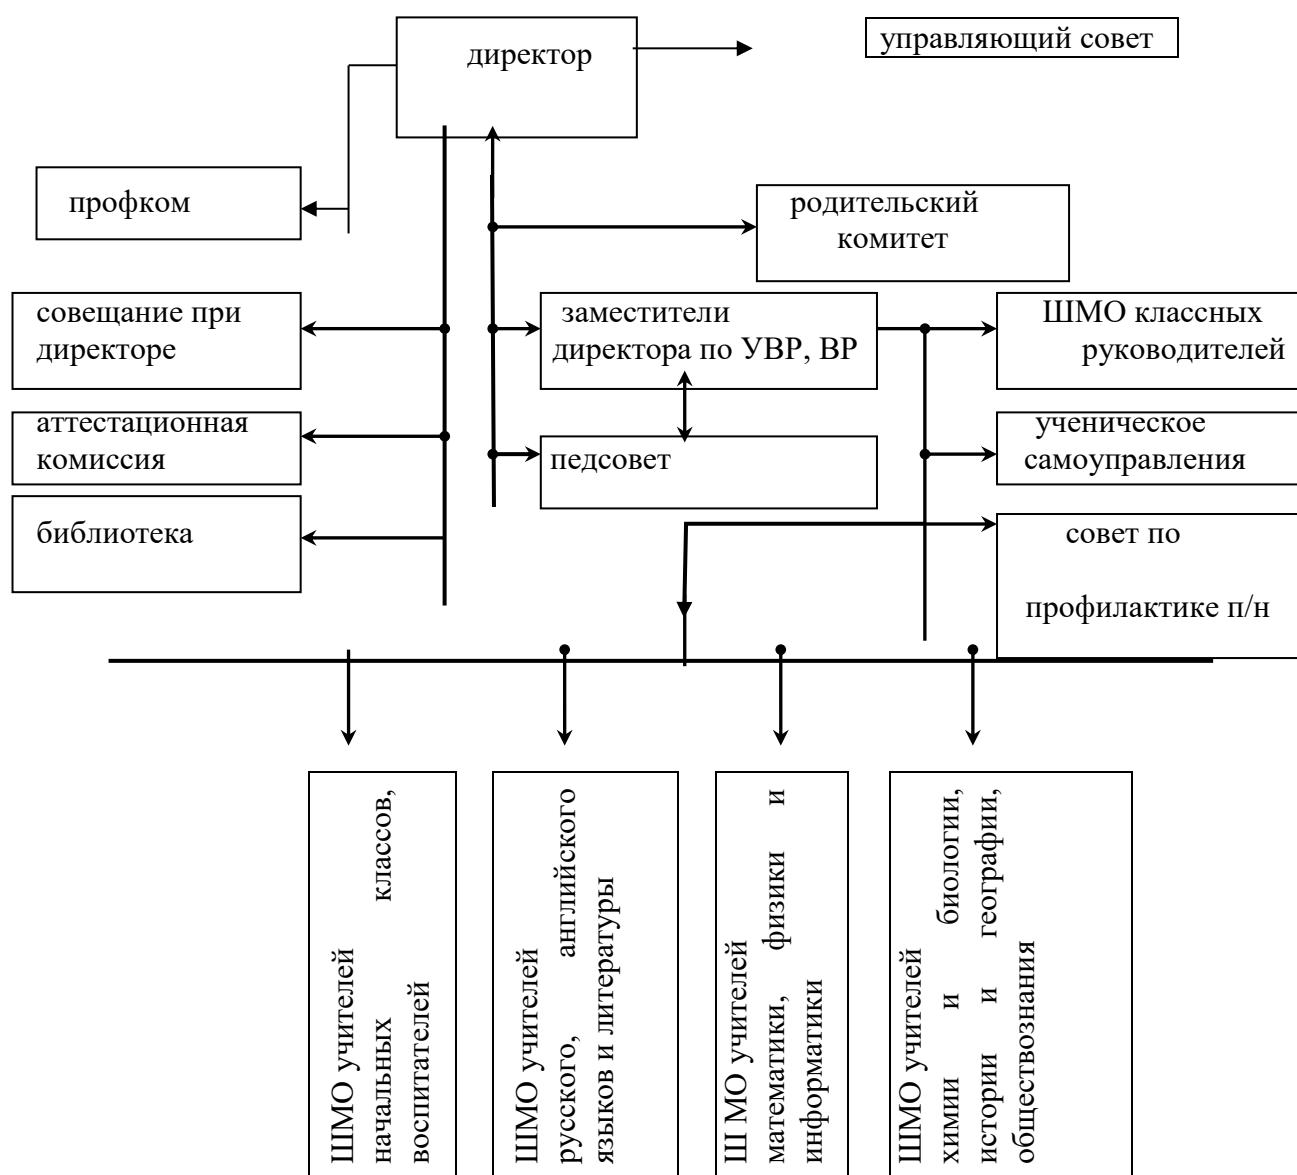 директор
управляющий совет
профком
родительский
комитет
совещание при
директоре
заместители
директора по УВР, ВР
ШМО классных
руководителей
аттестационная
комиссия
педсовет
ученическое
самоуправления
библиотека
совет по
профилактике п/н
ШМО учителей
начальных классов,
воспитателей
ШМО учителей
русского, английского
языков и литературы
Ш МО учителей
математики, физики и
информатики
ШМО учителей
химии и биологии,
истории и географии,
обществознания